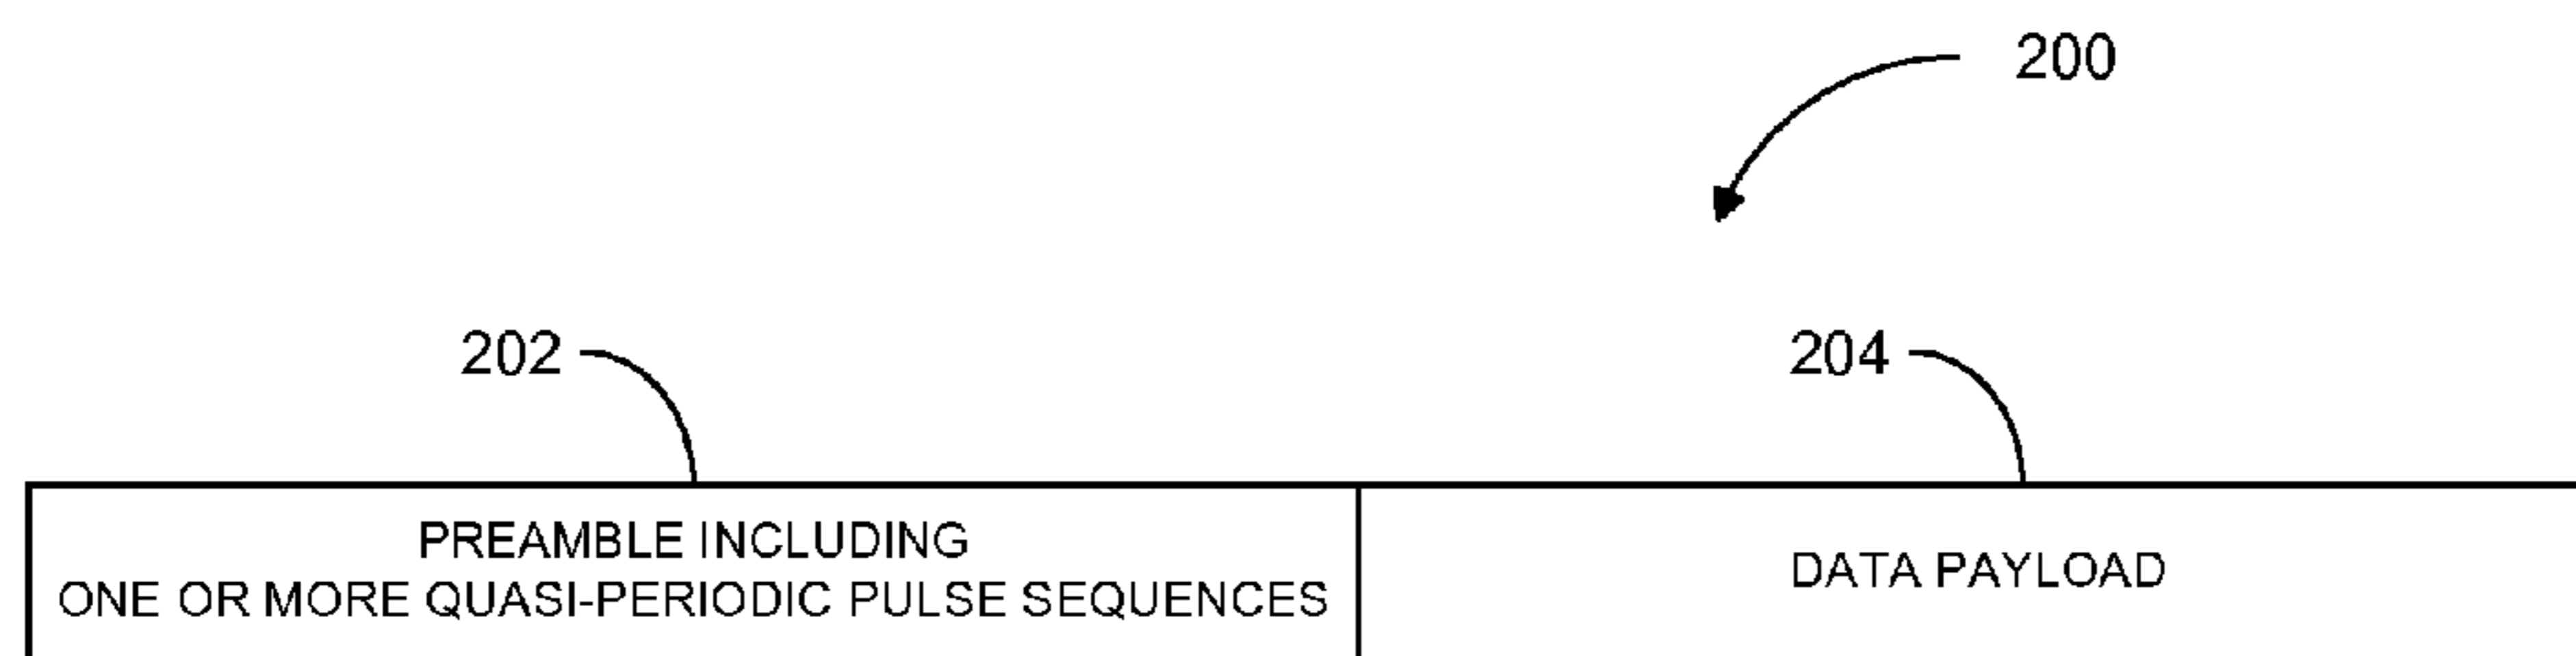 200
202
204
PREAMBLE INCLUDING
ONE OR MORE QUASI-PERIODIC PULSE SEQUENCES
DATA PAYLOAD